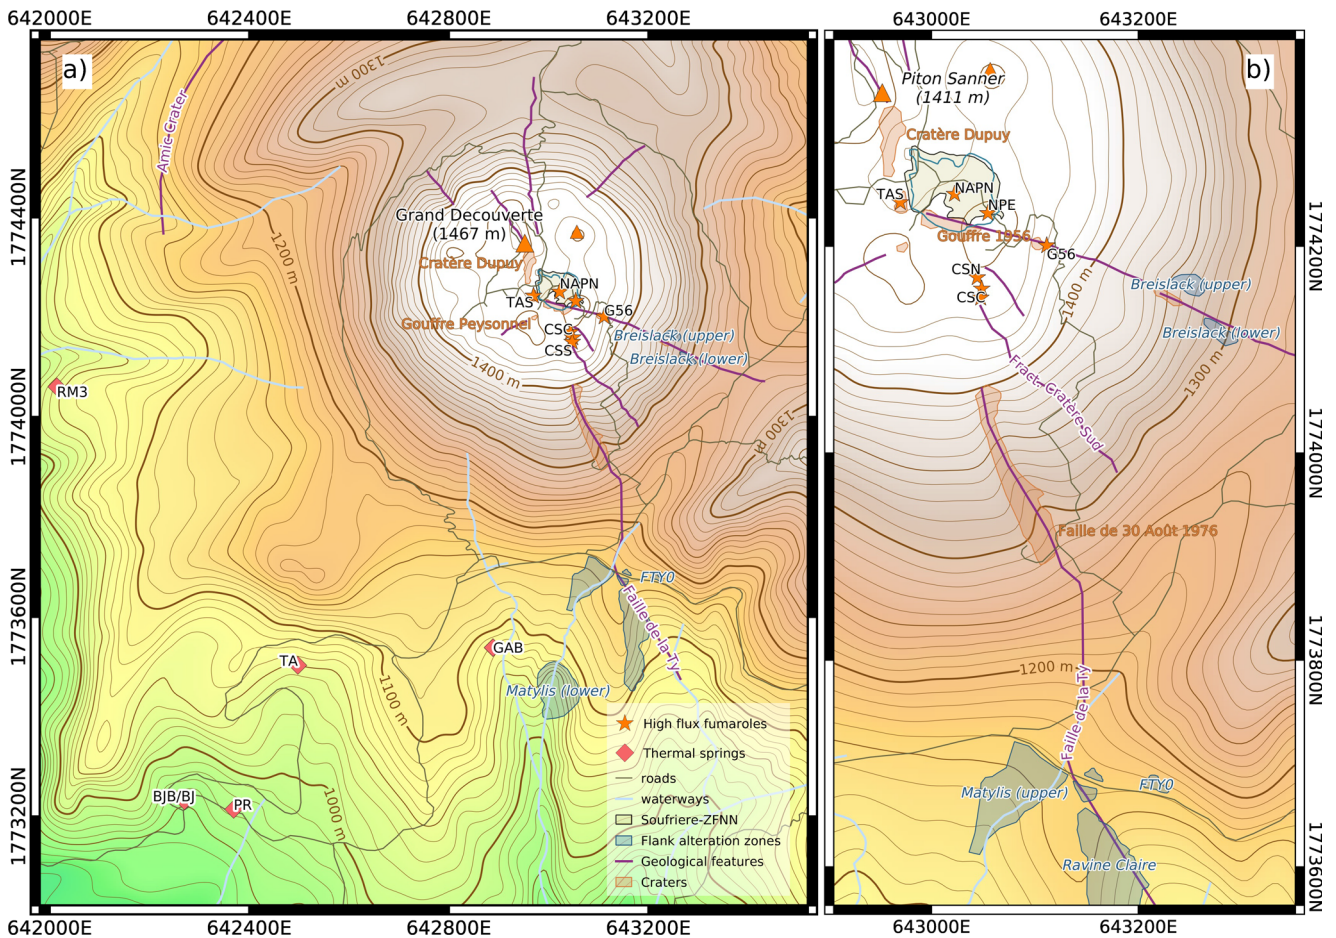 642000E
642400E
642800E
643200E
643000E
643200E
a)
1300 m
Amic Crater
1774400N
1200 m
Grand Decouverte
(1467 m)
Cratère Dupuy
NAPN
TAS
G56
Gouffre Peysonnel
CSC
CSS
Breislack (upper)
Breislack (lower)
1400 m
RM3
1774000N
1300 m
1773600N
FTY0
Faille de la Ty
GAB
TA
Matylis (lower)
1100 m
BJB/BJ
PR
1000 m
1773200N
High flux fumaroles
Thermal springs
roads
waterways
Soufriere-ZFNN
Flank alteration zones
Geological features
Craters
642000E
642400E
642800E
643200E
b)
Piton Sanner
(1411 m)
Cratère Dupuy
TAS
NAPN
NPE
Gouffre 1956
G56
CSN
CSC
1774200N
1400 m
Breislack (upper)
Breislack (lower)
1300 m
Fract. Cratère Sud
1774000N
Faille de 30 Août 1976
1200 m
1773800N
Faille de la Ty
Matylis (upper)
FTY0
Ravine Claire
1773600N
643000E
643200E